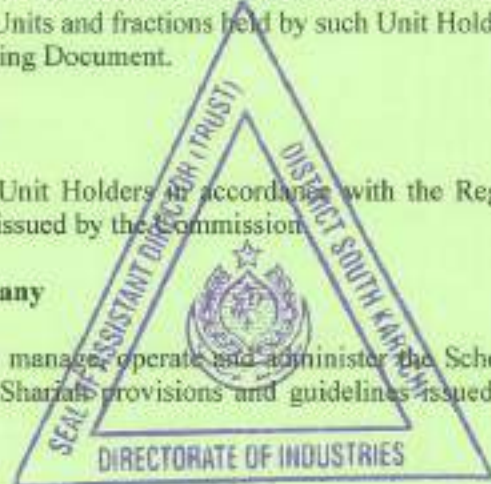 Units and fractions held by such Unit Hold
ing Document.
Unit Holders in accordance with the Reg
issued by the Commission.
any
manage, operate and administer the Sche
Shariah provisions and guidelines issued
SEAL OF ASSISTANT DIRECTOR (TRUST)
DISTRICT SOUTH KARACHI
DIRECTORATE OF INDUSTRIES